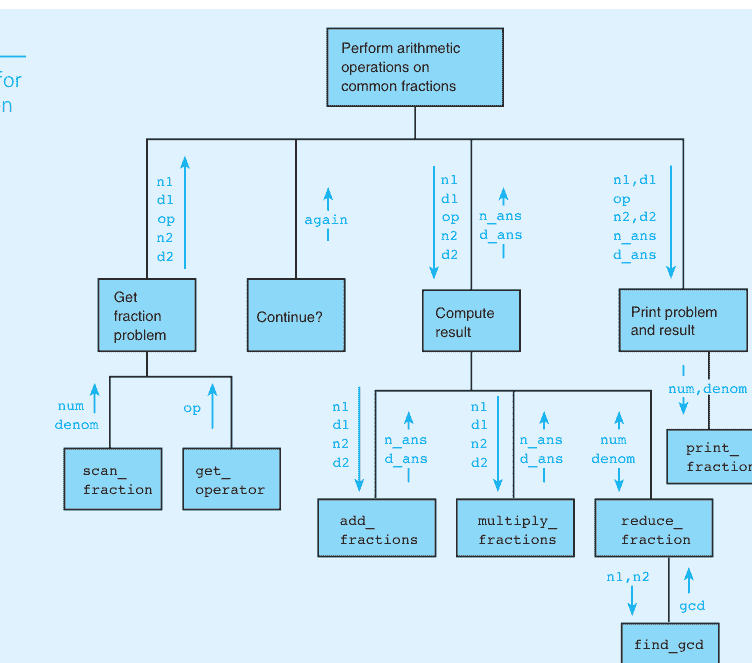 Perform arithmetic
operations on
common fractions
for
n
n1
d1
op
n2
d2
again
n1
d1
op
n2
d2
n_ans
d_ans
n1,d1
op
n2,d2
n_ans
d_ans
Get
fraction
problem
Continue?
Compute
result
Print problem
and result
num
denom
op
n1
d1
n2
d2
n_ans
d_ans
n1
d1
n2
d2
n_ans
d_ans
num
denom
num,denom
scan_
fraction
get_
operator
print_
fraction
add_
fractions
multiply_
fractions
reduce_
fraction
n1,n2
gcd
find_gcd